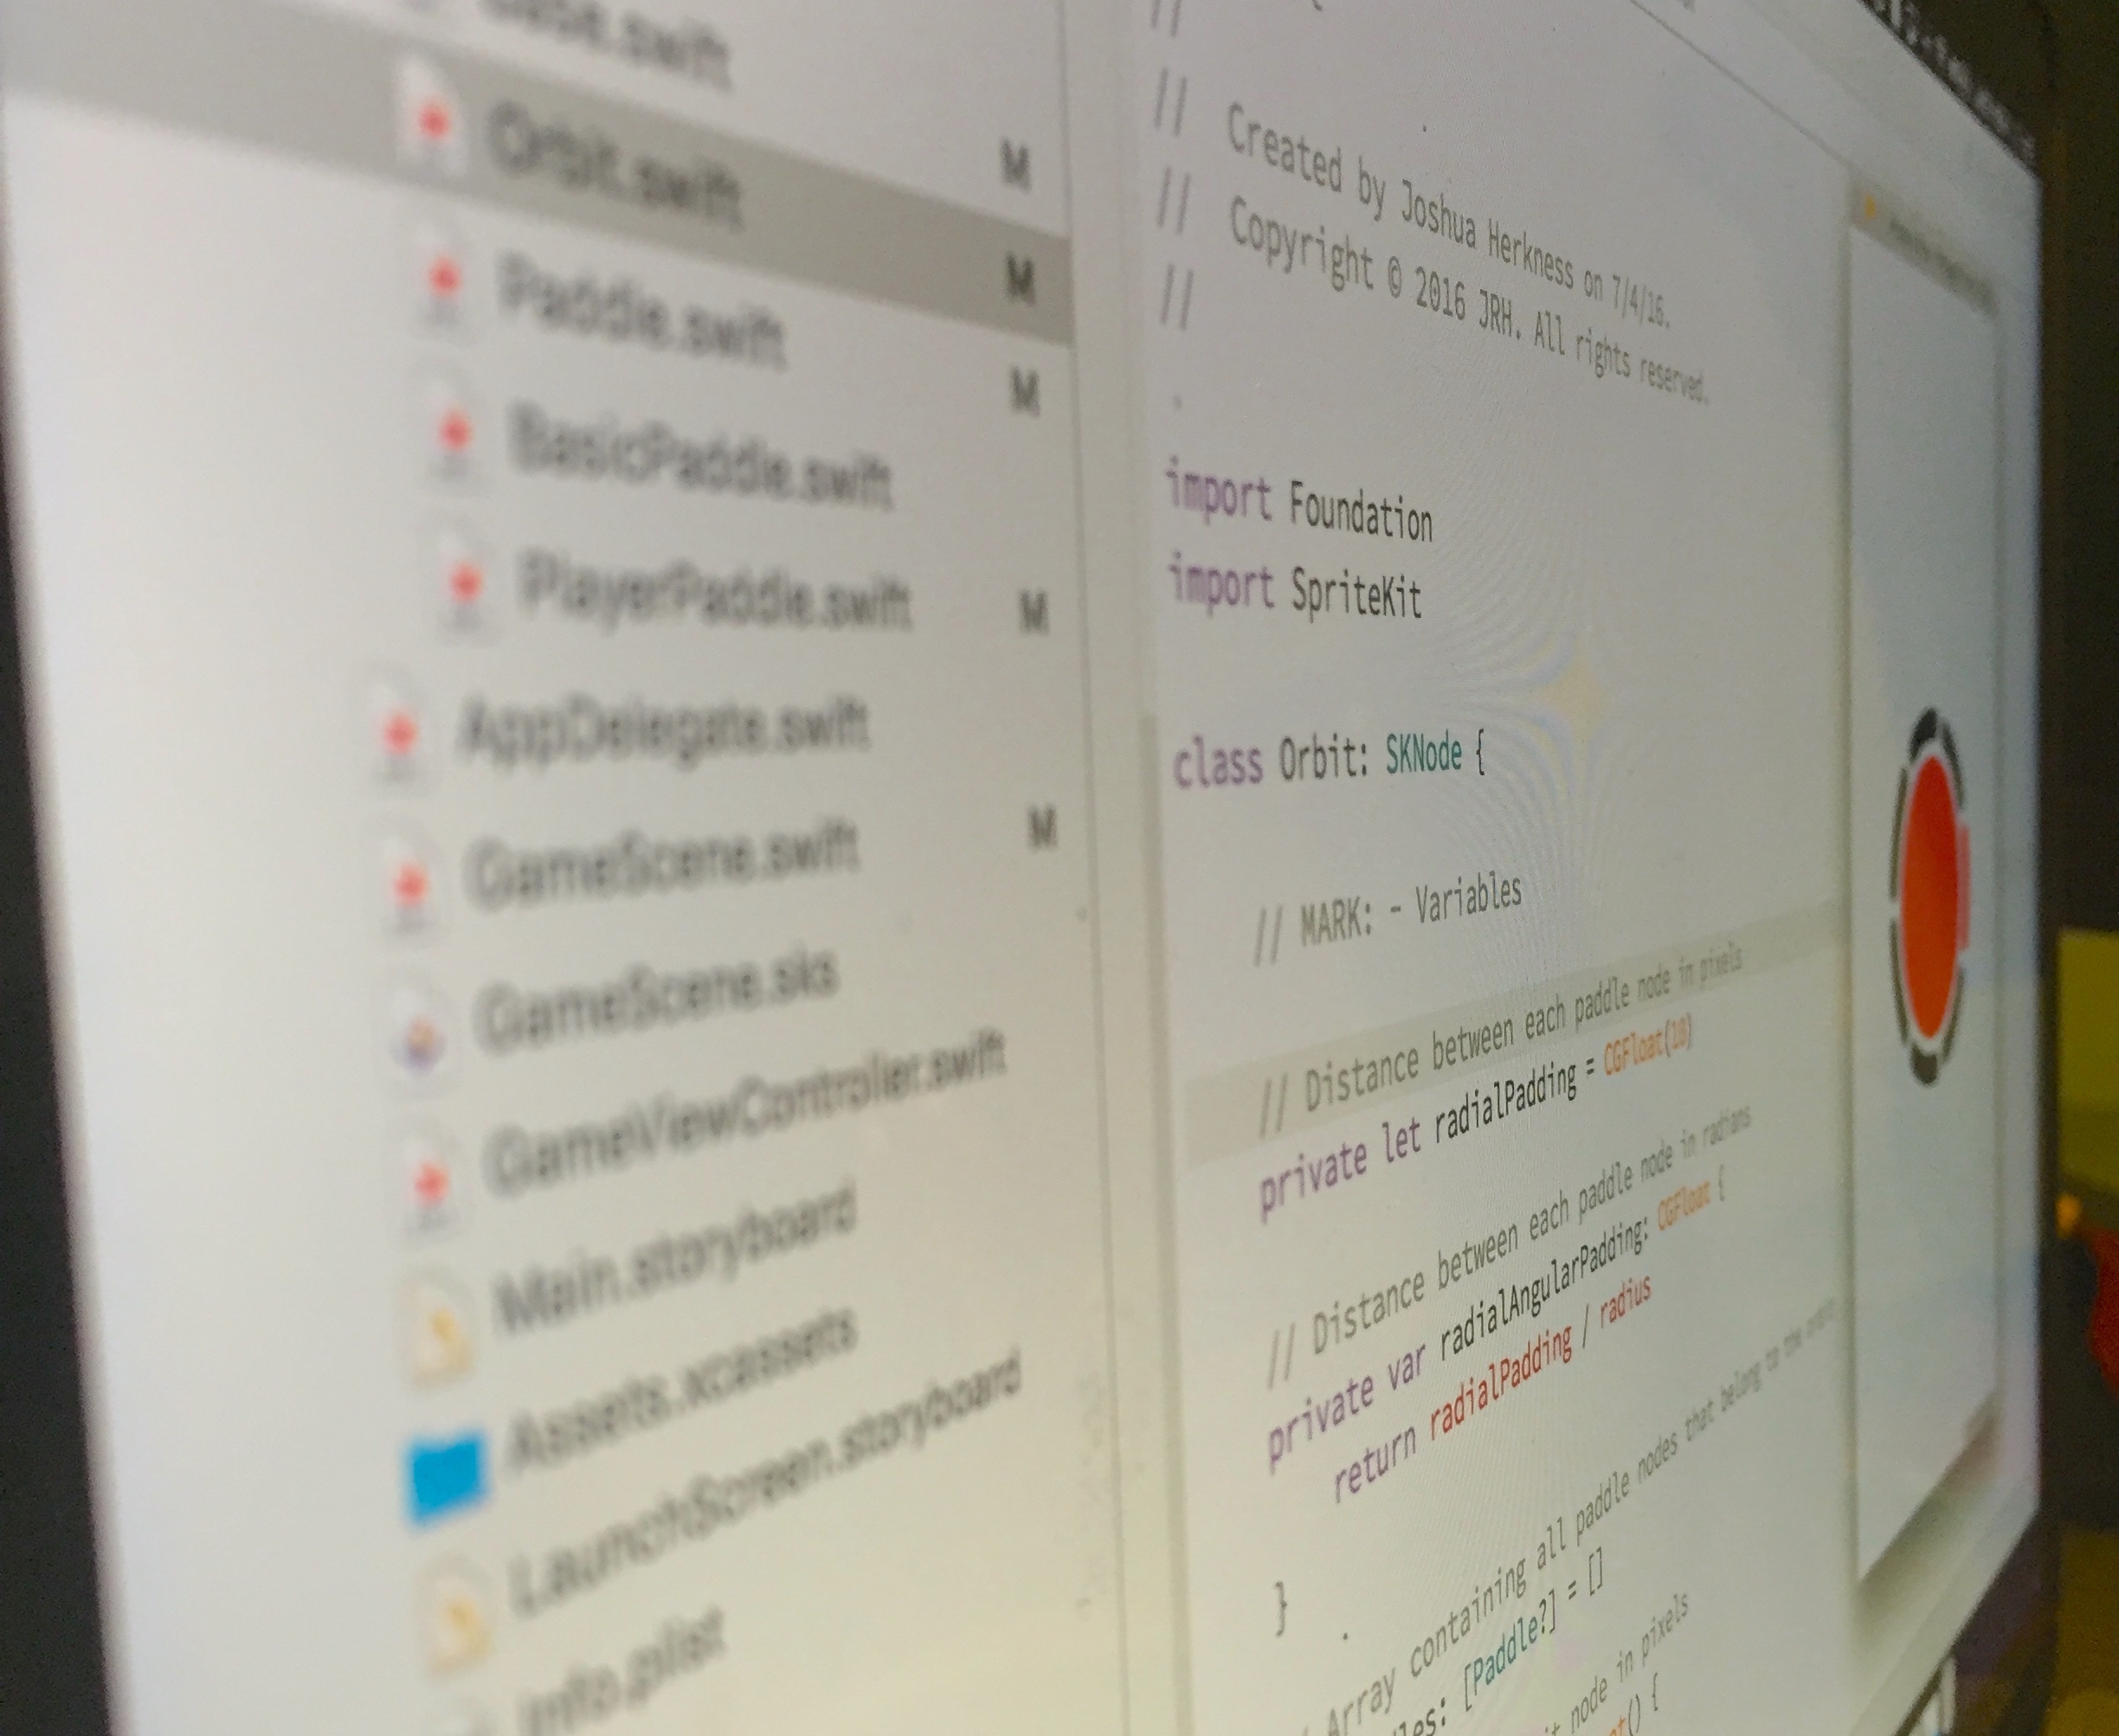 Orbit.swift
M
Paddle.swift
M
BasicPaddle.swift
M
PlayerPaddle.swift
M
AppDelegate.swift
GameScene.swift
M
GameScene.sks
GameViewController.swift
Main.storyboard
Assets.xcassets
LaunchScreen.storyboard
Info.plist
//
// Created by Joshua Herkness on 7/4/16.
// Copyright © 2016 JRH. All rights reserved.
//
import Foundation
import SpriteKit
class Orbit: SKNode {
// MARK: - Variables
// Distance between each paddle node in pixels
private let radialPadding = CGFloat(10)
// Distance between each paddle node in radians
private var radialAngularPadding: CGFloat {
return radialPadding / radius
}
Array containing all paddle nodes that belong to the
les: [Paddle?] = []
node in pixels
() {